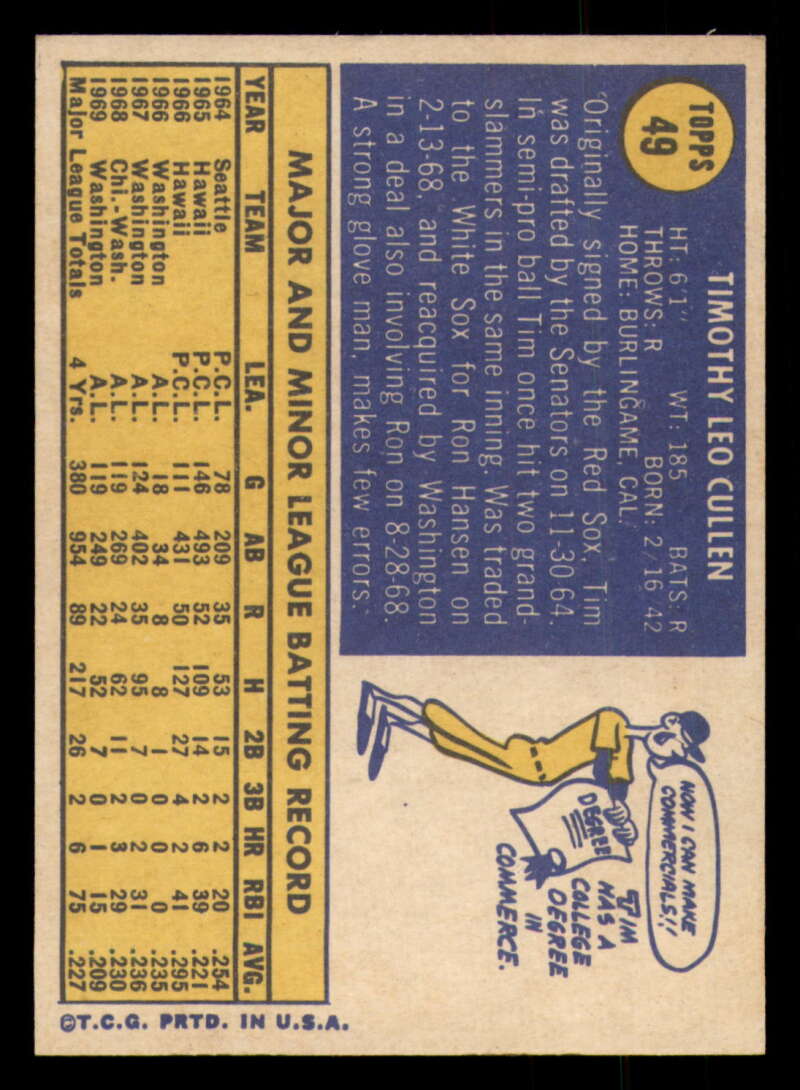 TOPPS
49
TIMOTHY LEO CULLEN
HT: 6'1" WT: 185 BATS: R
THROWS: R BORN: 2/16 42
HOME: BURLINGAME, CAL.
Originally signed by the Red Sox, Tim
was drafted by the Senators on 11-30-64.
In semi-pro ball Tim once hit two grand-
slammers in the same inning. Was traded
to the White Sox for Ron Hansen on
2-13-68, and reacquired by Washington
in a deal also involving Ron on 8-28-68.
A strong glove man, makes few errors.
NOW I CAN MAKE
COMMERCIALS!!
DEGREE
TIM
HAS A
COLLEGE
DEGREE
IN
COMMERCE.
MAJOR AND MINOR LEAGUE BATTING RECORD
YEAR TEAM LEA. G AB R H 2B 3B HR RBI AVG.
1964 Seattle P.C.L. 78 209 35 53 15 2 2 20 .254
1965 Hawaii P.C.L. 146 493 52 109 14 2 6 39 .221
1966 Hawaii P.C.L. 111 431 50 127 27 4 2 41 .295
1966 Washington A.L. 18 34 8 8 1 0 0 0 .235
1967 Washington A.L. 124 402 35 95 7 0 2 31 .236
1968 Chi.-Wash. A.L. 119 269 24 62 11 2 3 29 .230
1969 Washington A.L. 119 249 22 52 7 0 1 15 .209
Major League Totals 4 Yrs. 380 954 89 217 26 2 6 75 .227
©T.C.G. PRTD. IN U.S.A.